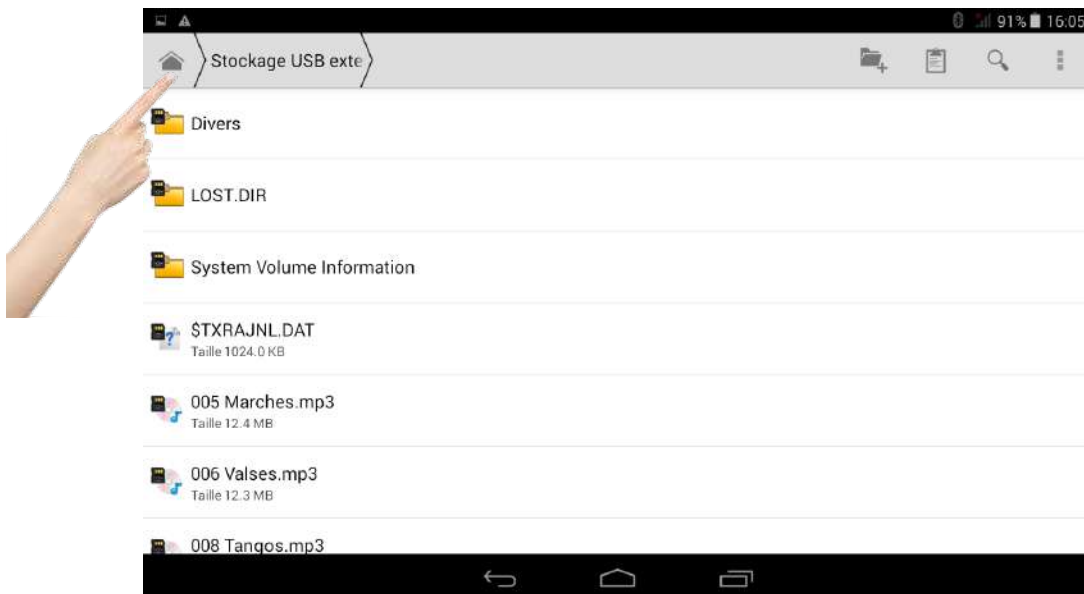 91% 16:05
Stockage USB exte
Divers
LOST.DIR
System Volume Information
$TXRAJNL.DAT
Taille 1024.0 KB
005 Marches.mp3
Taille 12.4 MB
006 Valses.mp3
Taille 12.3 MB
008 Tangos.mp3